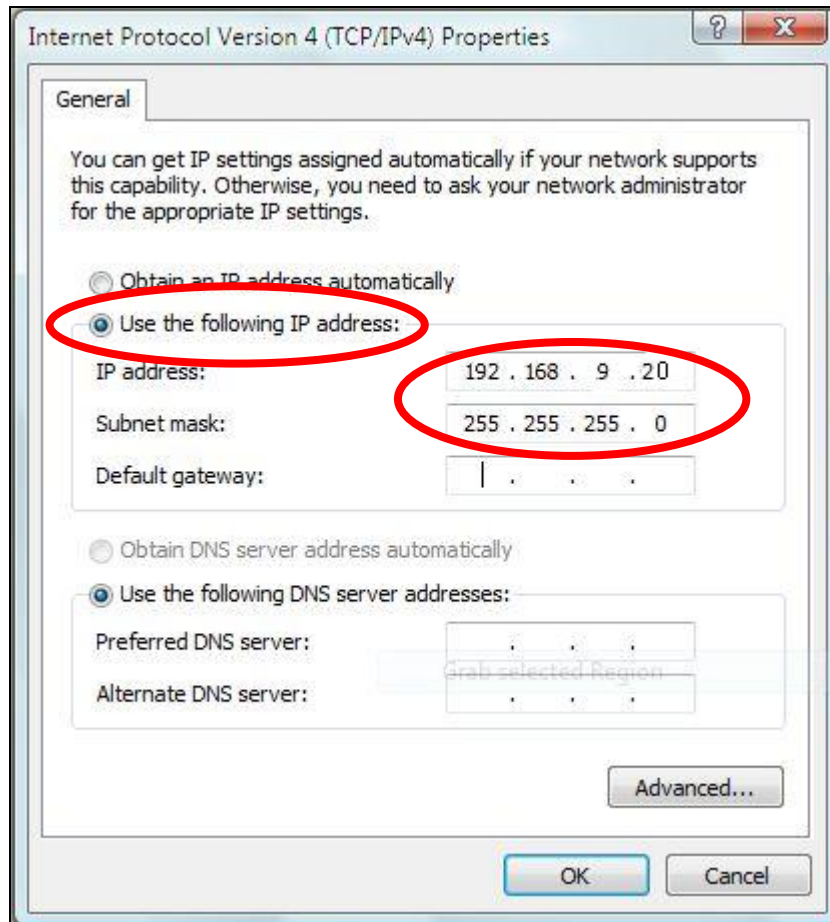 Internet Protocol Version 4 (TCP/IPv4) Properties
General
You can get IP settings assigned automatically if your network supports
this capability. Otherwise, you need to ask your network administrator
for the appropriate IP settings.
Obtain an IP address automatically
Use the following IP address:
IP address: 192 . 168 . 9 . 20
Subnet mask: 255 . 255 . 255 . 0
Default gateway: . . .
Obtain DNS server address automatically
Use the following DNS server addresses:
Preferred DNS server: . . .
Grab selected Region
Alternate DNS server: . . .
Advanced...
OK Cancel